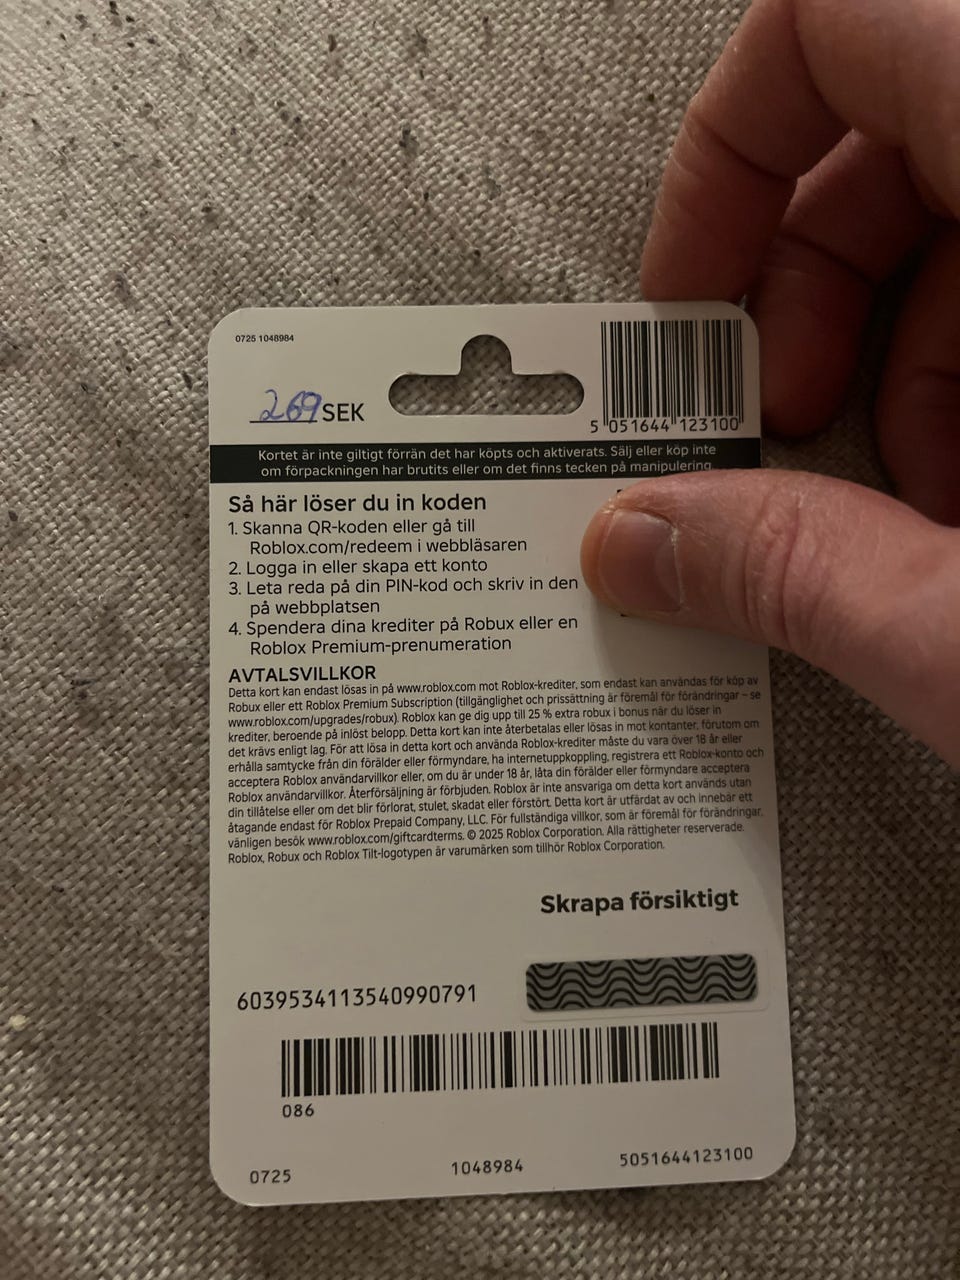 0725 1048984
269 SEK
5 051644 123100
Kortet är inte giltigt förrän det har köpts och aktiverats. Sälj eller köp inte
om förpackningen har brutits eller om det finns tecken på manipulering.
Så här löser du in koden
1. Skanna QR-koden eller gå till
Roblox.com/redeem i webbläsaren
2. Logga in eller skapa ett konto
3. Leta reda på din PIN-kod och skriv in den
på webbplatsen
4. Spendera dina krediter på Robux eller en
Roblox Premium-prenumeration
AVTALSVILLKOR
Detta kort kan endast lösas in på www.roblox.com mot Roblox-krediter, som endast kan användas för köp av
Robux eller ett Roblox Premium Subscription (tillgänglighet och prissättning är föremål för förändringar – se
www.roblox.com/upgrades/robux). Roblox kan ge dig upp till 25 % extra robux i bonus när du löser in
krediter, beroende på inlöst belopp. Detta kort kan inte återbetalas eller lösas in mot kontanter, förutom om
det krävs enligt lag. För att lösa in detta kort och använda Roblox-krediter måste du vara över 18 år eller
erhålla samtycke från din förälder eller förmyndare, ha internetuppkoppling, registrera ett Roblox-konto och
acceptera Roblox användarvillkor eller, om du är under 18 år, låta din förälder eller förmyndare acceptera
Roblox användarvillkor. Återförsäljning är förbjuden. Roblox är inte ansvariga om detta kort används utan
din tillåtelse eller om det blir förlorat, stulet, skadat eller förstört. Detta kort är utfärdat av och innebär ett
åtagande endast för Roblox Prepaid Company, LLC. För fullständiga villkor, som är föremål för förändringar,
vänligen besök www.roblox.com/giftcardterms. © 2025 Roblox Corporation. Alla rättigheter reserverade.
Roblox, Robux och Roblox Tilt-logotypen är varumärken som tillhör Roblox Corporation.
Skrapa försiktigt
6039534113540990791
086
0725 1048984 5051644123100